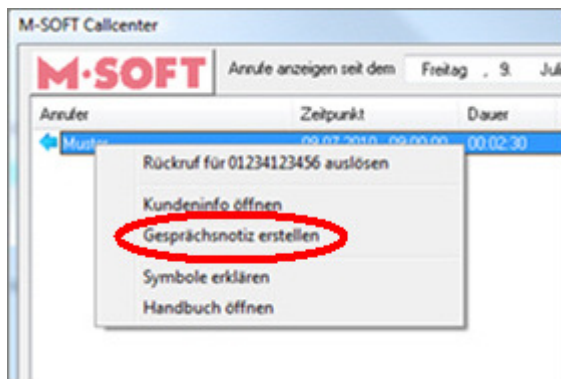 M-SOFT Callcenter
M·SOFT Anrufe anzeigen seit dem Freitag , 9. Juli
Anrufer Zeitpunkt Dauer
Muster 09.07.2010 09:00:00 00:02:30
Rückruf für 01234123456 auslösen
Kundeninfo öffnen
Gesprächsnotiz erstellen
Symbole erklären
Handbuch öffnen